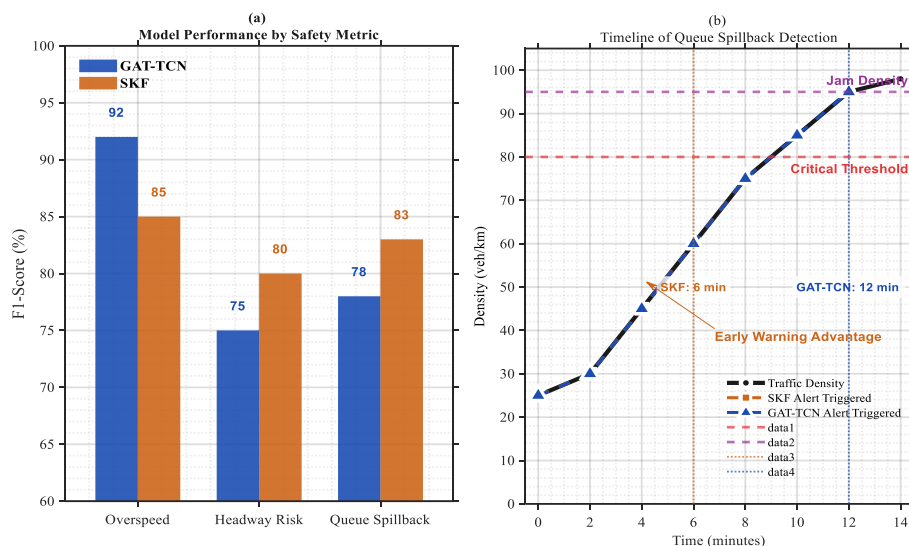 (a)
Model Performance by Safety Metric
GAT-TCN
SKF
100
95
90
85
80
75
70
65
60
92
85
75
80
78
83
F1-Score (%)
Overspeed
Headway Risk
Queue Spillback
(b)
Timeline of Queue Spillback Detection
100
90
80
70
60
50
40
30
20
10
0
Density (veh/km)
Jam Density
Critical Threshold
SKF: 6 min
GAT-TCN: 12 min
Early Warning Advantage
Traffic Density
SKF Alert Triggered
GAT-TCN Alert Triggered
data1
data2
data3
data4
0 2 4 6 8 10 12 14
Time (minutes)